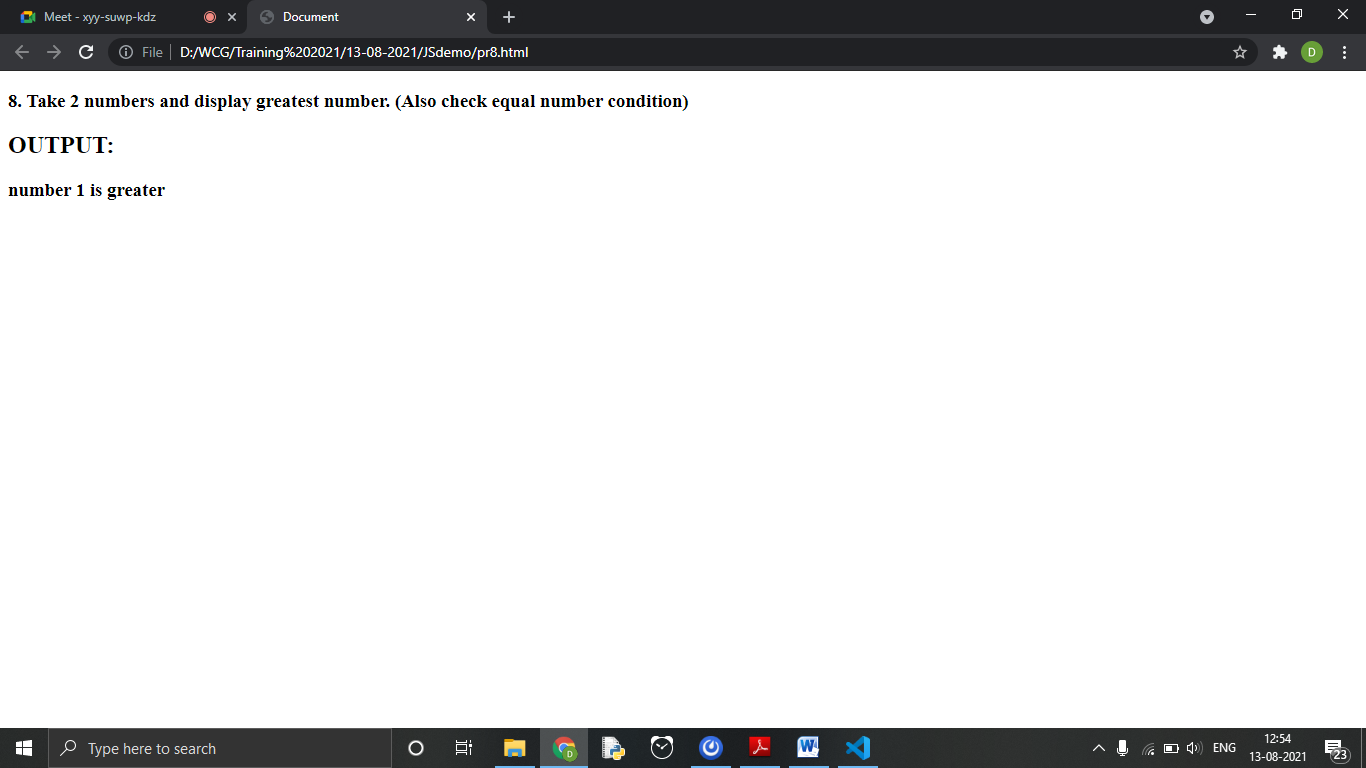 Meet - xyy-suwp-kdz
Document
File
D:/WCG/Training%202021/13-08-2021/JSdemo/pr8.html
D
8. Take 2 numbers and display greatest number. (Also check equal number condition)
OUTPUT:
number 1 is greater
Type here to search
D
W
ENG
12:54
13-08-2021
23